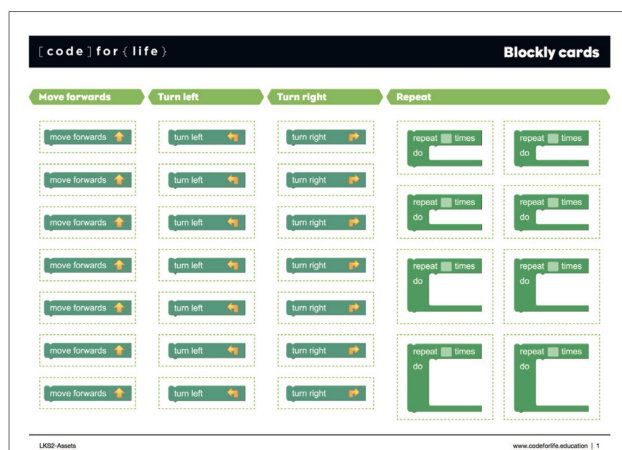 [code]for{life}
Blockly cards
Move forwards Turn left Turn right Repeat
move forwards turn left turn right repeat times repeat times
do do
move forwards turn left turn right
repeat times repeat times
do do
move forwards turn left turn right
move forwards turn left turn right repeat times repeat times
do do
move forwards turn left turn right
move forwards turn left turn right repeat times repeat times
do do
move forwards turn left turn right
LKS2-Assets www.codeforlife.education | 1